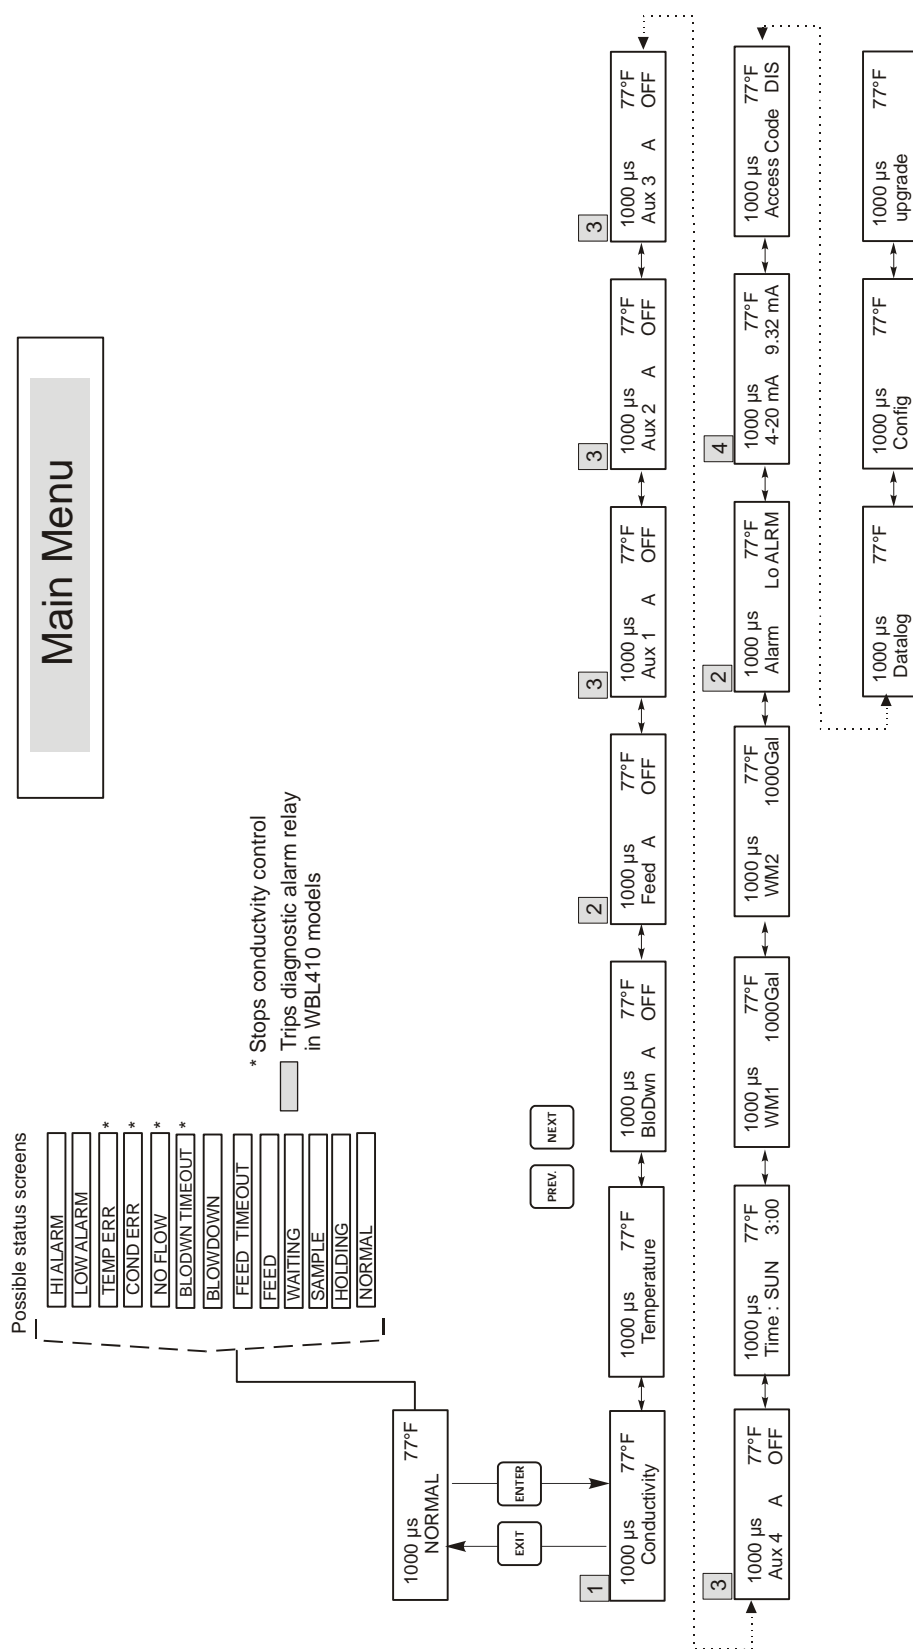 Main Menu
Possible status screens
HI ALARM
LOW ALARM
TEMP ERR *
COND ERR *
NO FLOW *
BLODWN TIMEOUT *
BLOWDOWN
FEED TIMEOUT
FEED
WAITING
SAMPLE
HOLDING
NORMAL
* Stops conductvity control
Trips diagnostic alarm relay
in WBL410 models
1000 µs 77°F
NORMAL
EXIT
ENTER
PREV.
NEXT
1
1000 µs 77°F
Conductivity
1000 µs 77°F
Temperature
1000 µs 77°F
BloDwn A OFF
2
1000 µs 77°F
Feed A OFF
3
1000 µs 77°F
Aux 1 A OFF
3
1000 µs 77°F
Aux 2 A OFF
3
1000 µs 77°F
Aux 3 A OFF
3
1000 µs 77°F
Aux 4 A OFF
1000 µs 77°F
Time : SUN 3:00
1000 µs 77°F
WM1 1000Gal
1000 µs 77°F
WM2 1000Gal
2
1000 µs 77°F
Alarm Lo ALRM
4
1000 µs 77°F
4-20 mA 9.32 mA
1000 µs 77°F
Access Code DIS
1000 µs 77°F
Datalog
1000 µs 77°F
Config
1000 µs 77°F
upgrade